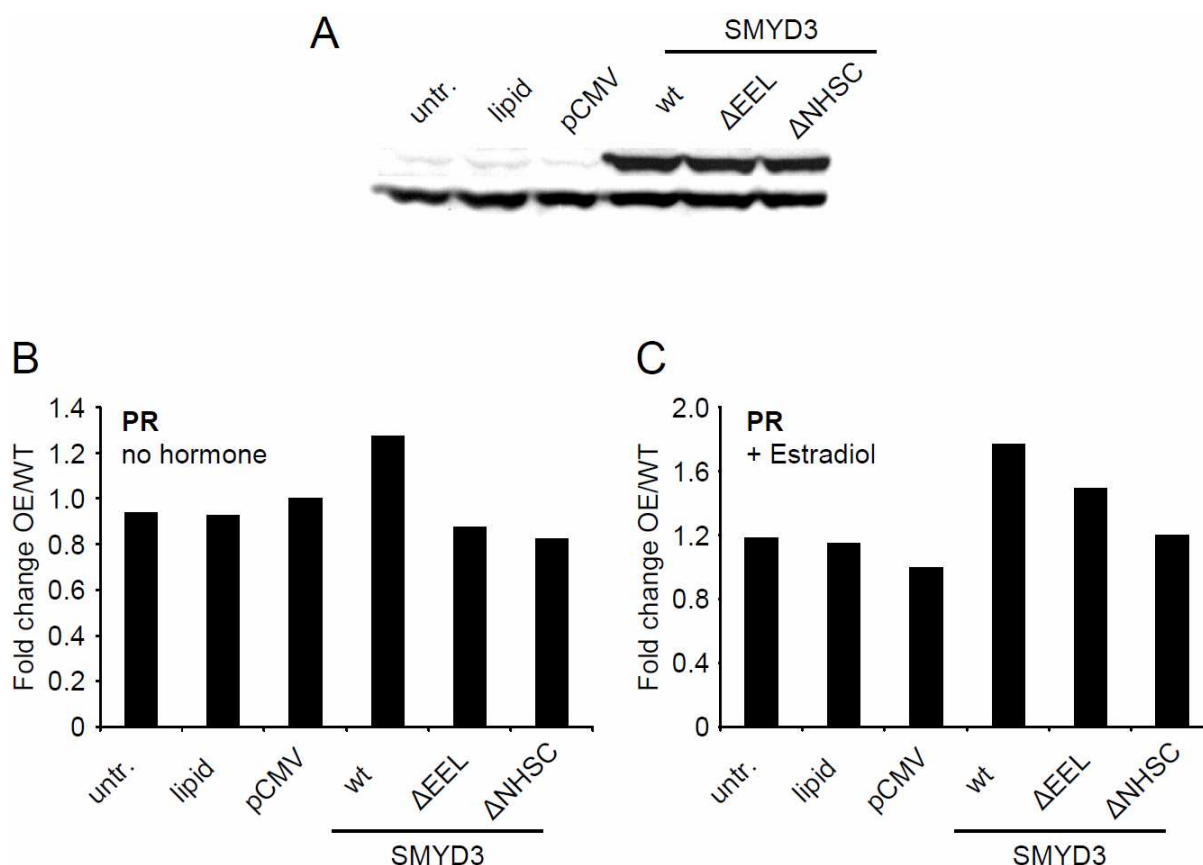 A
SMYD3
untr.
lipid
pCMV
wt
ΔEEL
ΔNHSC
B
PR
no hormone
Fold change OE/WT
1.4
1.2
1.0
0.8
0.6
0.4
0.2
0
untr.
lipid
pCMV
wt
ΔEEL
ΔNHSC
SMYD3
C
PR
+ Estradiol
Fold change OE/WT
2.0
1.6
1.2
0.8
0.4
0
untr.
lipid
pCMV
wt
ΔEEL
ΔNHSC
SMYD3